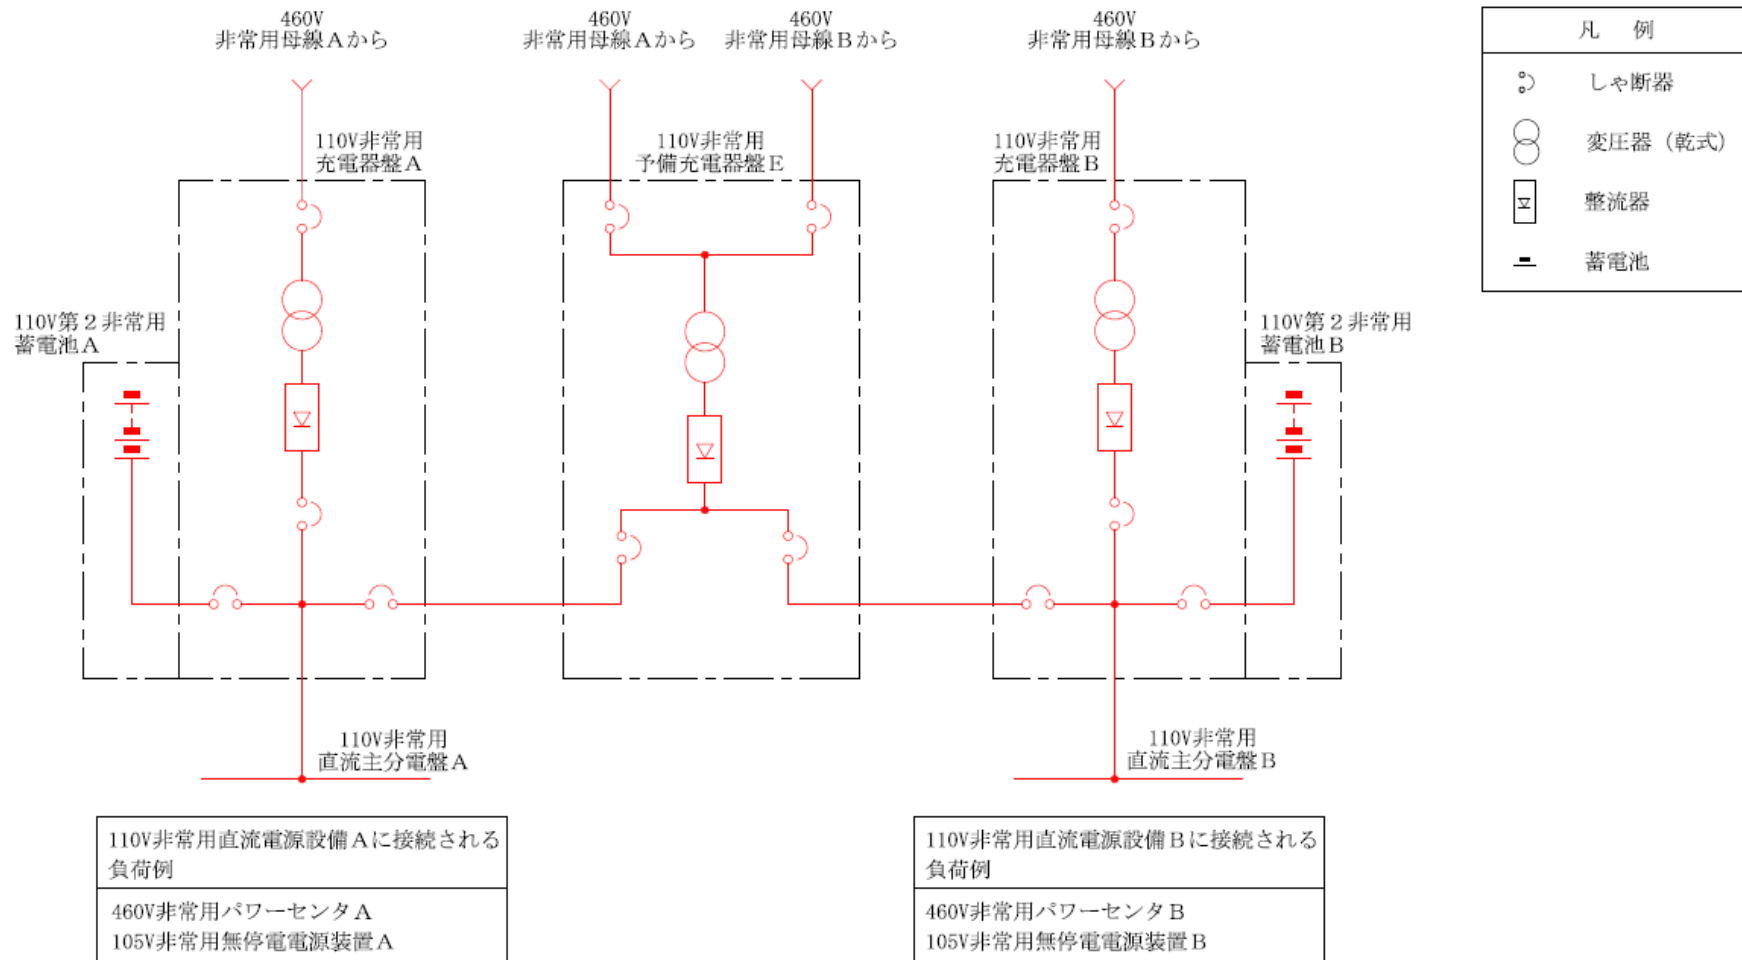 460V
非常用母線Aから
460V
非常用母線Aから
460V
非常用母線Bから
460V
非常用母線Bから
凡 例
しゃ断器
変圧器（乾式）
整流器
蓄電池
110V非常用
充電器盤A
110V非常用
予備充電器盤E
110V非常用
充電器盤B
110V第2非常用
蓄電池A
110V第2非常用
蓄電池B
110V非常用
直流主分電盤A
110V非常用
直流主分電盤B
110V非常用直流電源設備Aに接続される
負荷例
460V非常用パワーセンタA
105V非常用無停電電源装置A
110V非常用直流電源設備Bに接続される
負荷例
460V非常用パワーセンタB
105V非常用無停電電源装置B